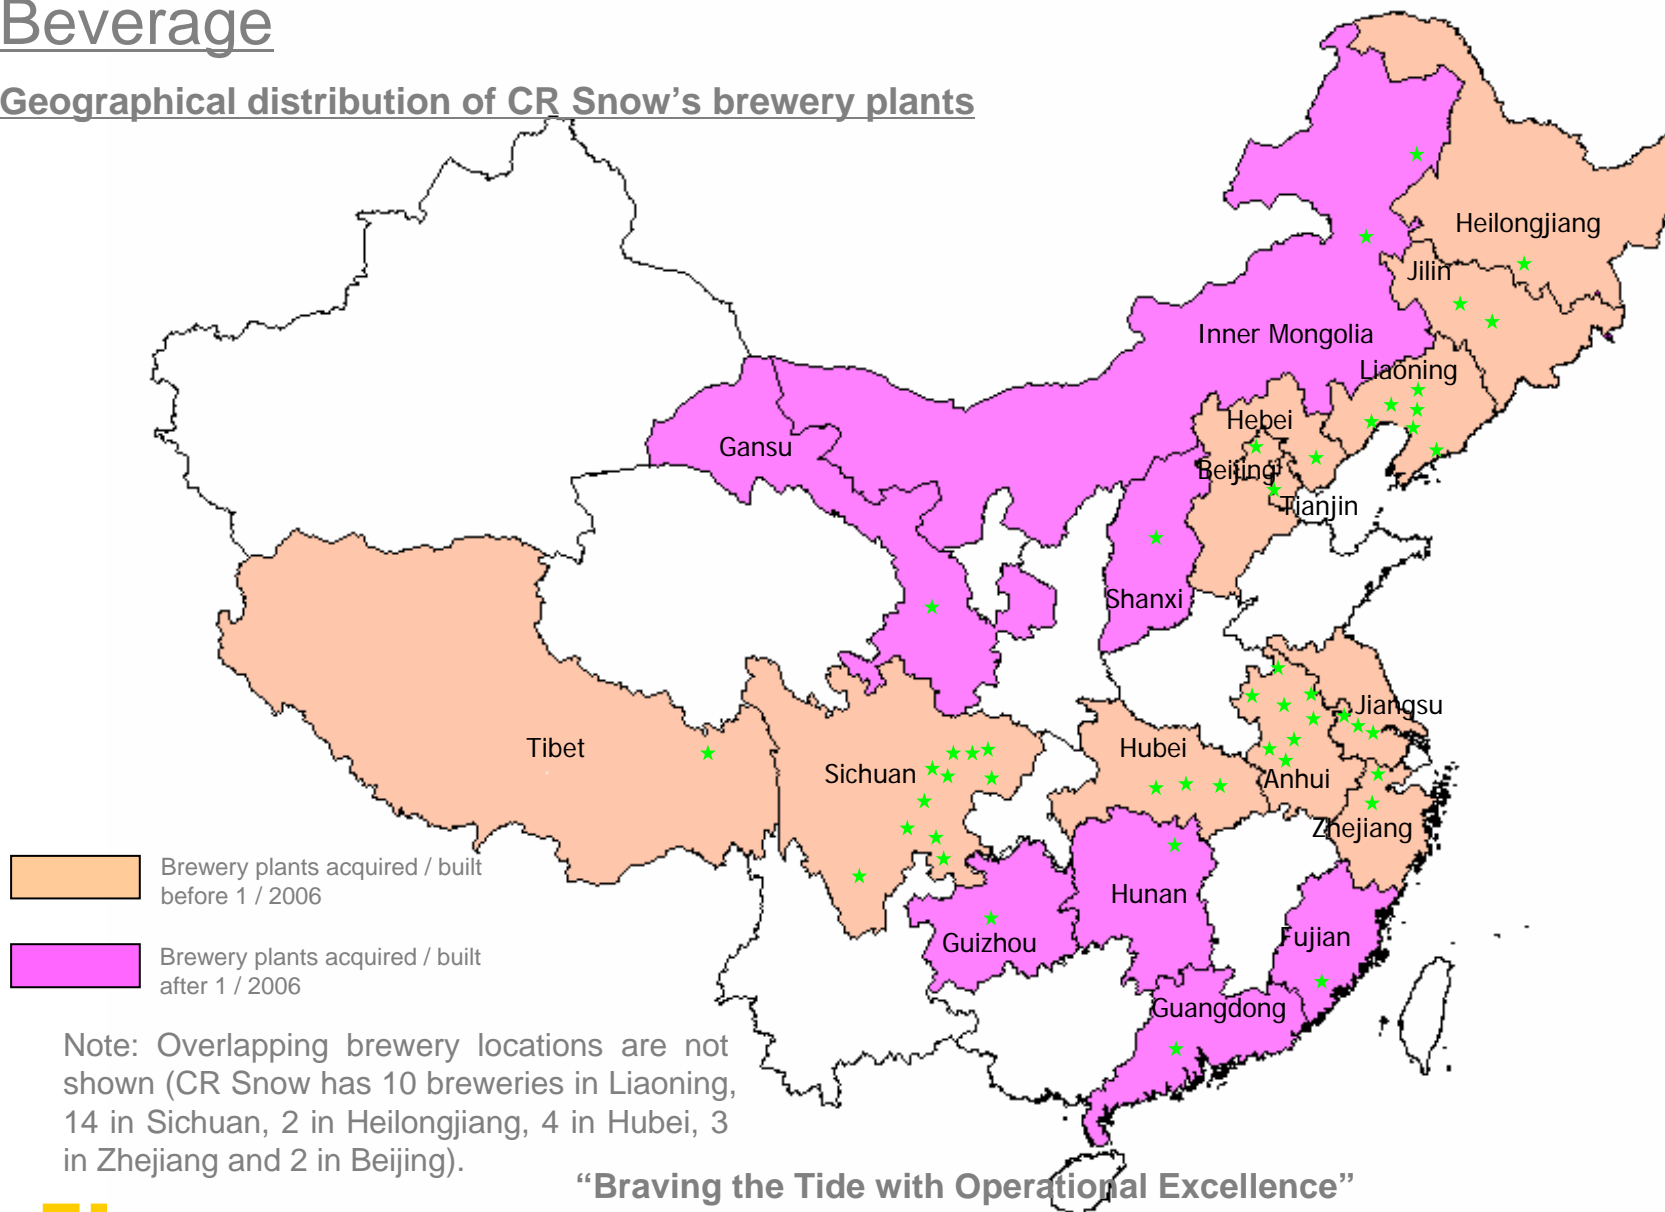 Beverage
Geographical distribution of CR Snow’s brewery plants
Heilongjiang
Jilin
Inner Mongolia
Liaoning
Hebei
Gansu
Beijing
Tianjin
Shanxi
Jiangsu
Tibet
Hubei
Sichuan
Anhui
Zhejiang
Brewery plants acquired / built
before 1 / 2006
Hunan
Fujian
Guizhou
Brewery plants acquired / built
after 1 / 2006
Guangdong
Note: Overlapping brewery locations are not
shown (CR Snow has 10 breweries in Liaoning,
14 in Sichuan, 2 in Heilongjiang, 4 in Hubei, 3
in Zhejiang and 2 in Beijing).
“Braving the Tide with Operational Excellence”